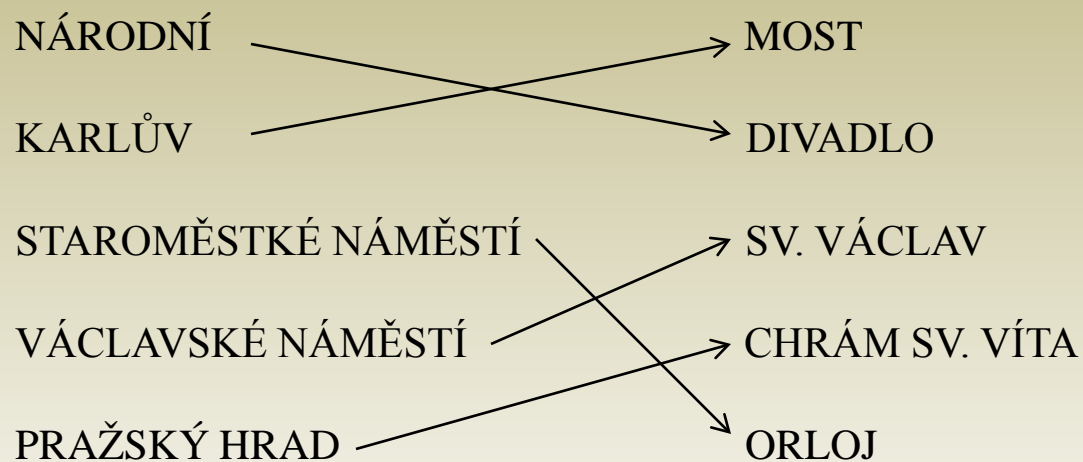 NÁRODNÍ MOST
KARLŮV DIVADLO
STAROMĚSTKÉ NÁMĚSTÍ SV. VÁCLAV
VÁCLAVSKÉ NÁMĚSTÍ CHRÁM SV. VÍTA
PRAŽSKÝ HRAD ORLOJ